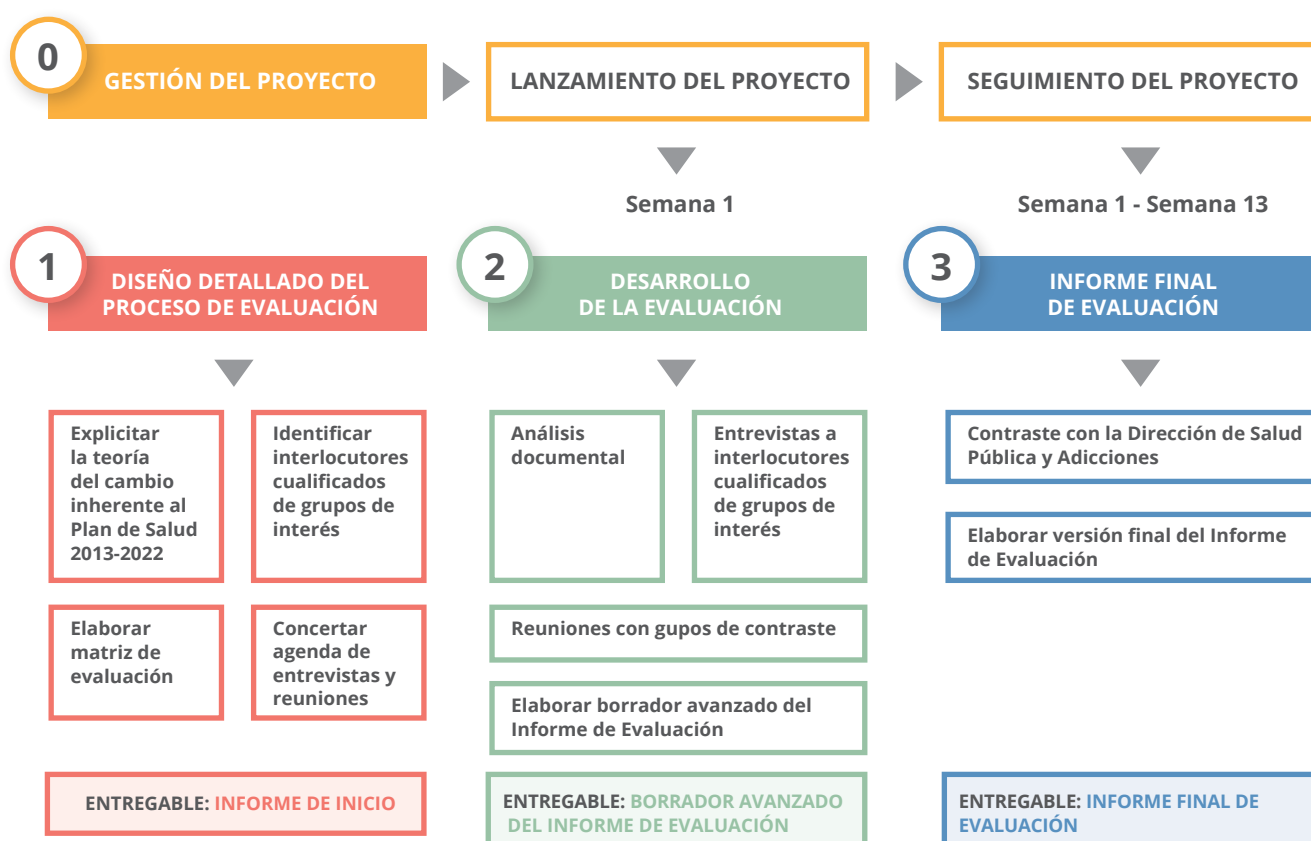 0
GESTIÓN DEL PROYECTO
LANZAMIENTO DEL PROYECTO
SEGUIMIENTO DEL PROYECTO
Semana 1
Semana 1 - Semana 13
1
DISEÑO DETALLADO DEL
PROCESO DE EVALUACIÓN
2
DESARROLLO
DE LA EVALUACIÓN
3
INFORME FINAL
DE EVALUACIÓN
Explicitar
la teoría
del cambio
inherente al
Plan de Salud
2013-2022
Identificar
interlocutores
cualificados
de grupos de
interés
Elaborar
matriz de
evaluación
Concertar
agenda de
entrevistas y
reuniones
ENTREGABLE: INFORME DE INICIO
Análisis
documental
Entrevistas a
interlocutores
cualificados
de grupos de
interés
Reuniones con gupos de contraste
Elaborar borrador avanzado del
Informe de Evaluación
ENTREGABLE: BORRADOR AVANZADO
DEL INFORME DE EVALUACIÓN
Contraste con la Dirección de Salud
Pública y Adicciones
Elaborar versión final del Informe
de Evaluación
ENTREGABLE: INFORME FINAL DE
EVALUACIÓN